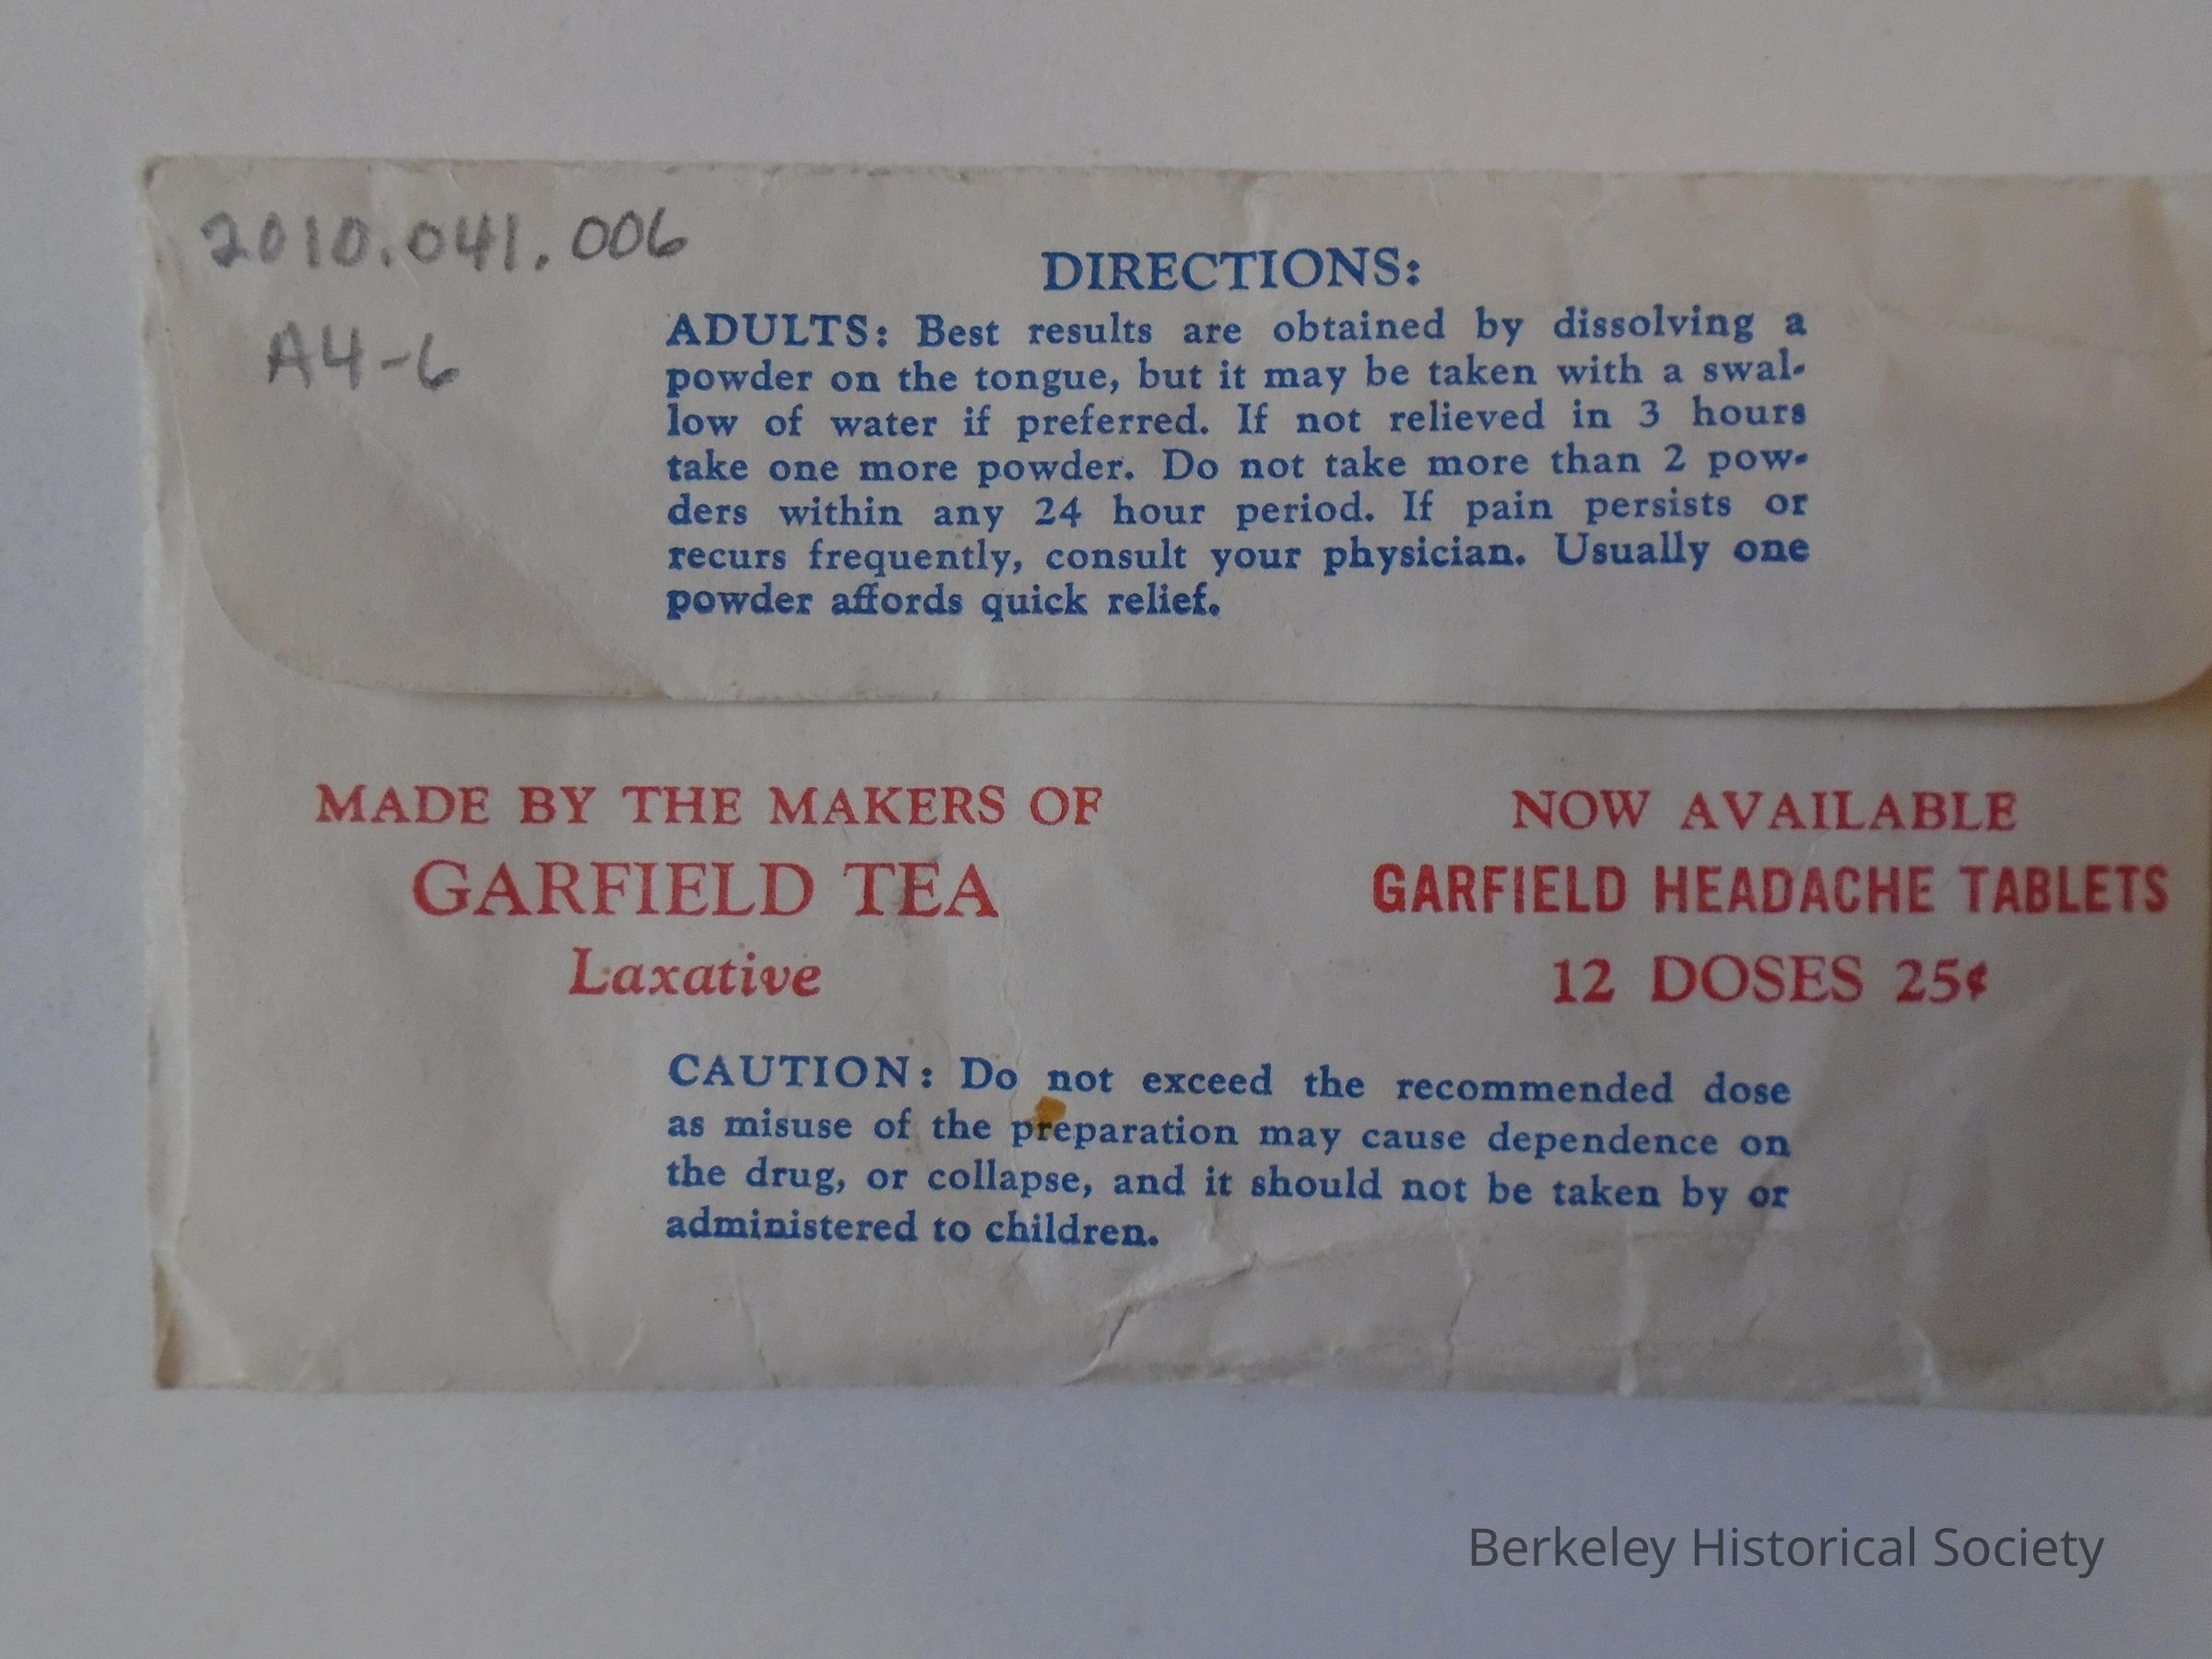 2010.041.006
A4-6
DIRECTIONS:
ADULTS: Best results are obtained by dissolving a
powder on the tongue, but it may be taken with a swal-
low of water if preferred. If not relieved in 3 hours
take one more powder. Do not take more than 2 pow-
ders within any 24 hour period. If pain persists or
recurs frequently, consult your physician. Usually one
powder affords quick relief.
MADE BY THE MAKERS OF
GARFIELD TEA
Laxative
NOW AVAILABLE
GARFIELD HEADACHE TABLETS
12 DOSES 25¢
CAUTION: Do not exceed the recommended dose
as misuse of the preparation may cause dependence on
the drug, or collapse, and it should not be taken by or
administered to children.
Berkeley Historical Society